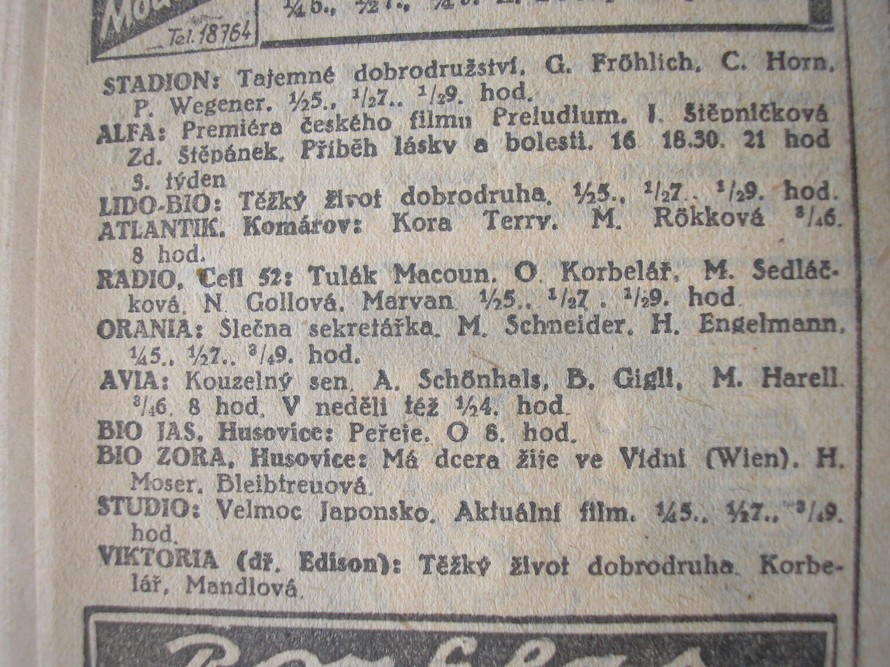 Tel. 18764
STADION: Tajemné dobrodružství. G. Fröhlich, C. Horn,
P. Wegener. ½5., ½7., ½9. hod.
ALFA: Premiéra českého filmu Preludium. J. Štěpničková
Zd. Štěpánek. Příběh lásky a bolesti. 16 18.30. 21 hod
3. týden
LIDO-BIO: Těžký život dobrodruha. ½5., ½7.. ½9. hod.
ATLANTIK, Komárov: Kora Terry. M. Rökková ¾6.
8 hod.
RADIO, Cejl 52: Tulák Macoun. O. Korbelář, M. Sedláč-
ková, N. Gollová, Marvan. ½5., ½7., ½9. hod.
ORANIA: Slečna sekretářka. M. Schneider, H. Engelmann,
¼5., ½7., ¾9. hod.
AVIA: Kouzelný sen. A. Schönhals, B. Gigli, M. Harell.
¾6, 8 hod. V neděli též ½4. hod.
BIO JAS, Husovice: Peřeje. O 8. hod.
BIO ZORA, Husovice: Má dcera žije ve Vídni (Wien). H.
Moser, Bleibtreuová.
STUDIO: Velmoc Japonsko. Aktuální film. ¼5., ½7., ¾9.
hod.
VIKTORIA (dř. Edison): Těžký život dobrodruha. Korbe-
lář, Mandlová.